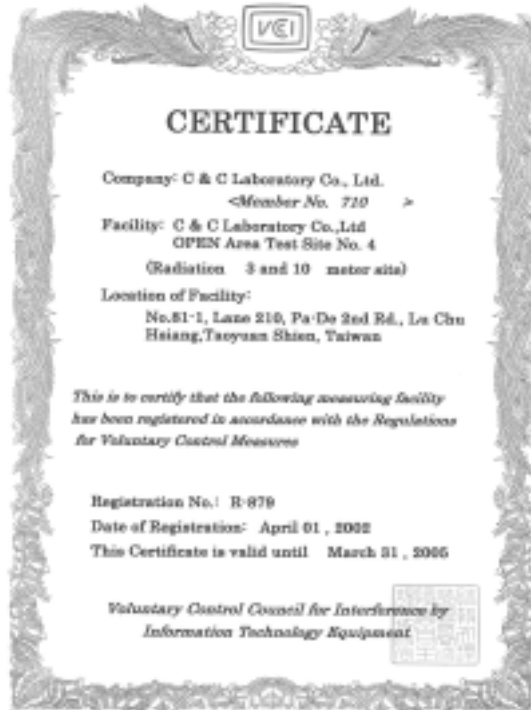 VCI
CERTIFICATE
Company: C & C Laboratory Co., Ltd.
<Member No. 710 >
Facility: C & C Laboratory Co.,Ltd
OPEN Area Test Site No. 4
(Radiation 3 and 10 meter site)
Location of Facility:
No.81-1, Lane 210, Pa-De 2nd Rd., Lu Chu
Hsiang,Taoyuan Shien, Taiwan
This is to certify that the following measuring facility
has been registered in accordance with the Regulations
for Voluntary Control Measures
Registration No.: R-879
Date of Registration: April 01 , 2002
This Certificate is valid until March 31 , 2005
Voluntary Control Council for Interference by
Information Technology Equipment